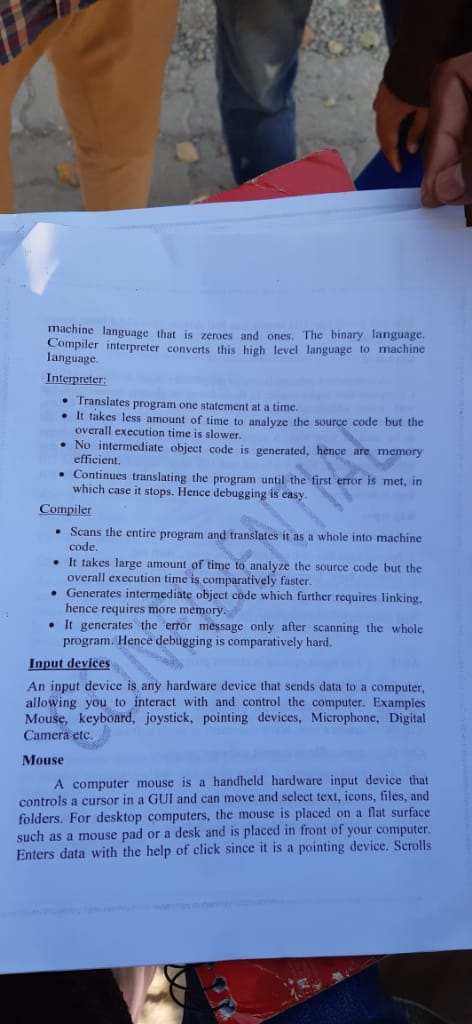 machine language that is zeroes and ones. The binary language.
Compiler interpreter converts this high level language to machine
language.
Interpreter:
• Translates program one statement at a time.
• It takes less amount of time to analyze the source code but the
overall execution time is slower.
• No intermediate object code is generated, hence are memory
efficient.
• Continues translating the program until the first error is met, in
which case it stops. Hence debugging is easy.
Compiler
• Scans the entire program and translates it as a whole into machine
code.
• It takes large amount of time to analyze the source code but the
overall execution time is comparatively faster.
• Generates intermediate object code which further requires linking,
hence requires more memory.
• It generates the error message only after scanning the whole
program. Hence debugging is comparatively hard.
Input devices
An input device is any hardware device that sends data to a computer,
allowing you to interact with and control the computer. Examples
Mouse, keyboard, joystick, pointing devices, Microphone, Digital
Camera etc.
Mouse
A computer mouse is a handheld hardware input device that
controls a cursor in a GUI and can move and select text, icons, files, and
folders. For desktop computers, the mouse is placed on a flat surface
such as a mouse pad or a desk and is placed in front of your computer.
Enters data with the help of click since it is a pointing device. Scrolls
CONFIDENTIAL